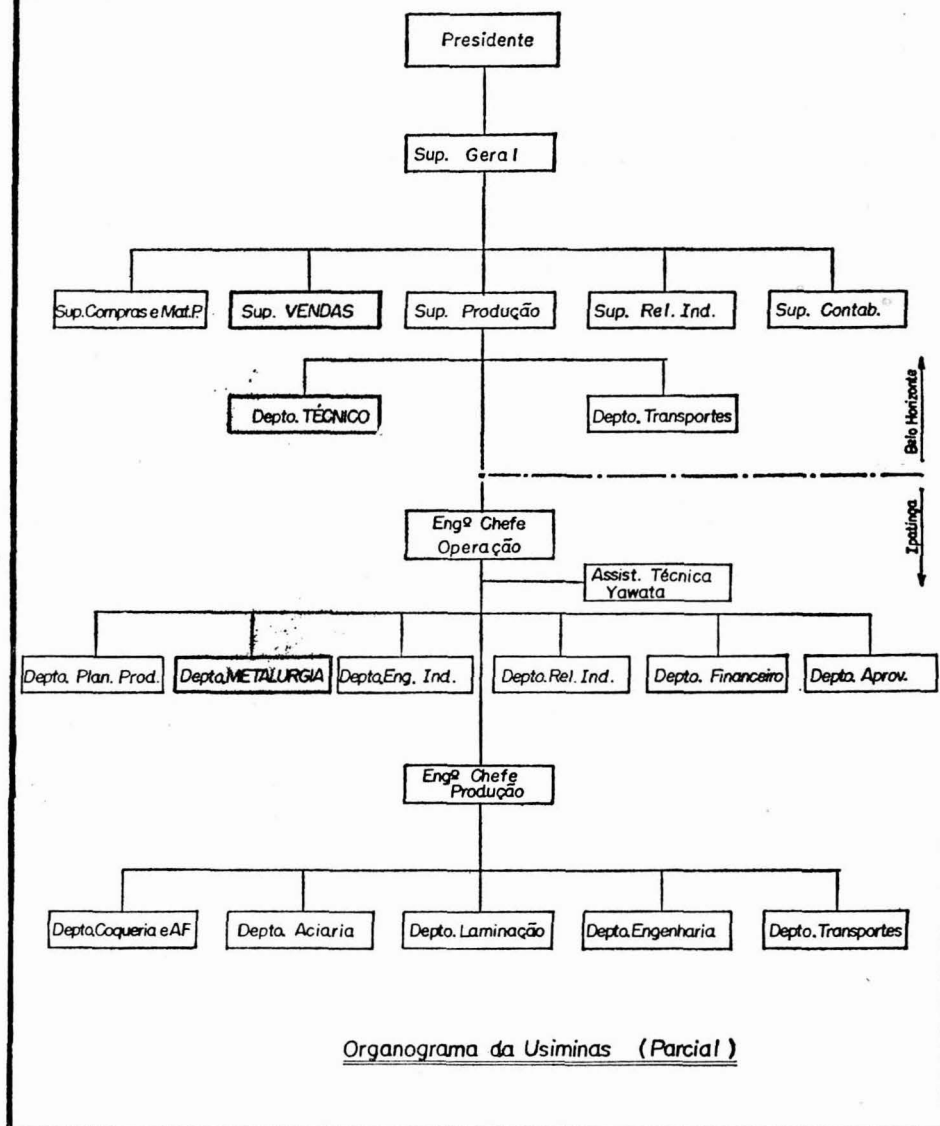 Presidente
Sup. Geral
Sup. Compras e Mat.P.
Sup. VENDAS
Sup. Produção
Sup. Rel. Ind.
Sup. Contab.
Depto. TÉCNICO
Depto. Transportes
Belo Horizonte
Ipatinga
Engº Chefe
Operação
Assist. Técnica
Yawata
Depto. Plan. Prod.
Depto. METALURGIA
Depto. Eng. Ind.
Depto. Rel. Ind.
Depto. Financeiro
Depto. Aprov.
Engº Chefe
Produção
Depto. Coqueria e AF
Depto. Aciaria
Depto. Laminação
Depto. Engenharia
Depto. Transportes
Organograma da Usiminas (Parcial)